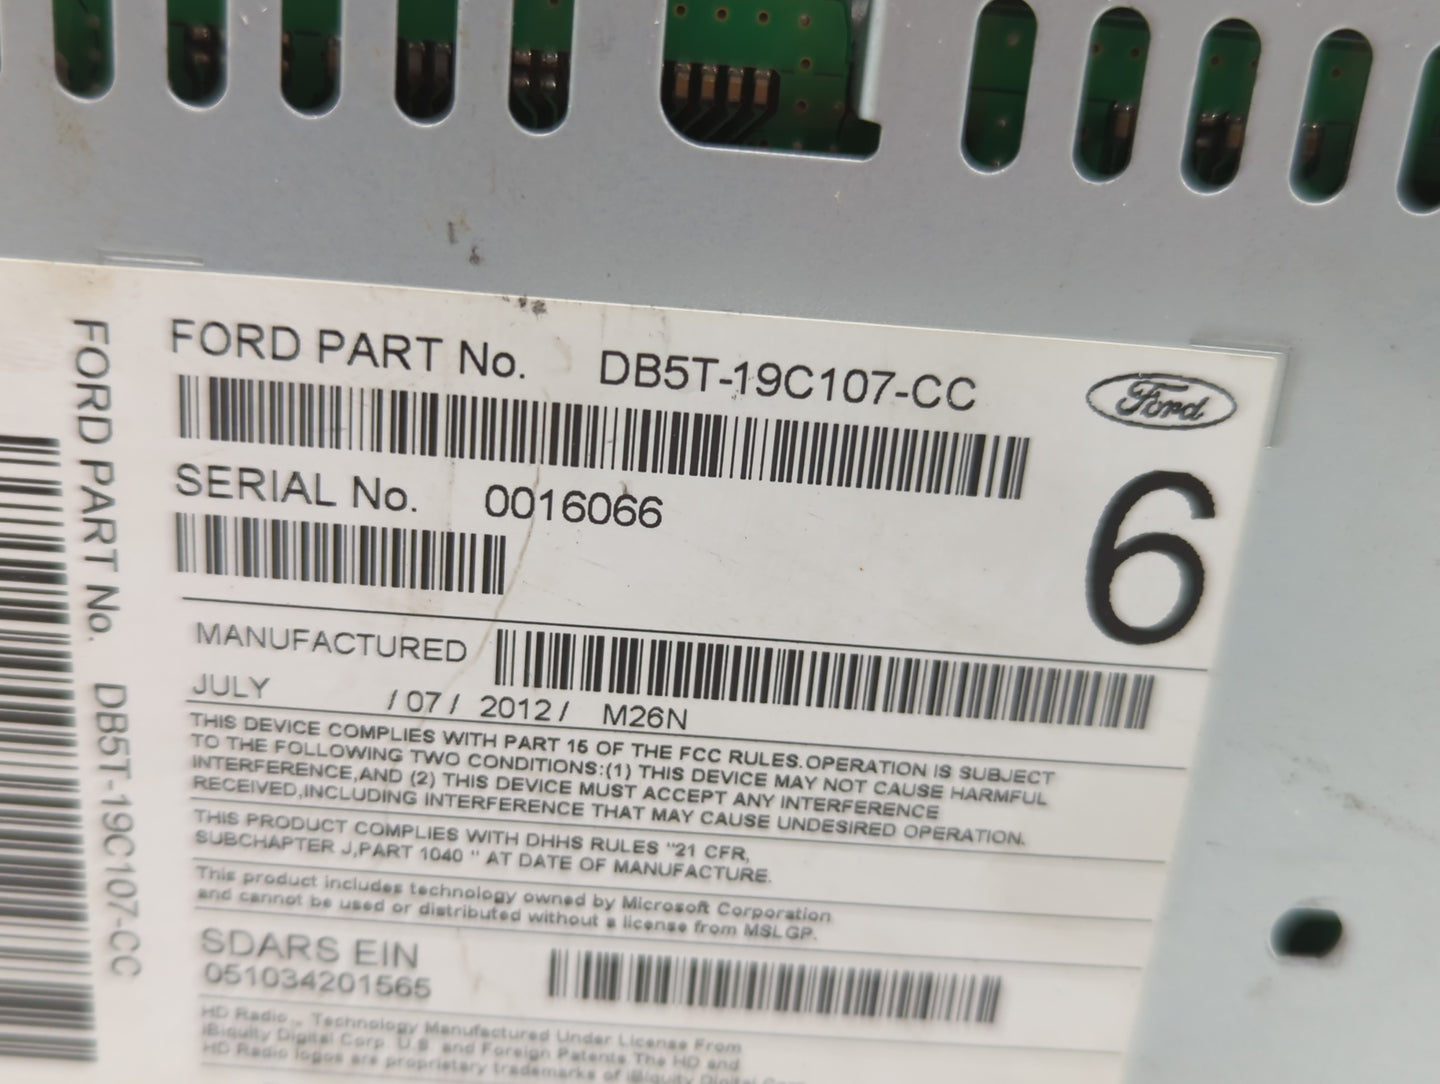 FORD PART No. DB5T-19C107-CC
Ford
SERIAL No. 0016066
6
MANUFACTURED
JULY / 07 / 2012 / M26N
THIS DEVICE COMPLIES WITH PART 15 OF THE FCC RULES.OPERATION IS SUBJECT
TO THE FOLLOWING TWO CONDITIONS:(1) THIS DEVICE MAY NOT CAUSE HARMFUL
INTERFERENCE,AND (2) THIS DEVICE MUST ACCEPT ANY INTERFERENCE
RECEIVED,INCLUDING INTERFERENCE THAT MAY CAUSE UNDESIRED OPERATION.
THIS PRODUCT COMPLIES WITH DHHS RULES "21 CFR,
SUBCHAPTER J,PART 1040 " AT DATE OF MANUFACTURE.
This product includes technology owned by Microsoft Corporation
and cannot be used or distributed without a license from MSLGP.
SDARS EIN
051034201565
HD Radio™ Technology Manufactured Under License From
iBiquity Digital Corp. U.S. and Foreign Patents.The HD and
HD Radio logos are proprietary trademarks of iBiquity Digital Corp
FORD PART No. DB5T-19C107-CC